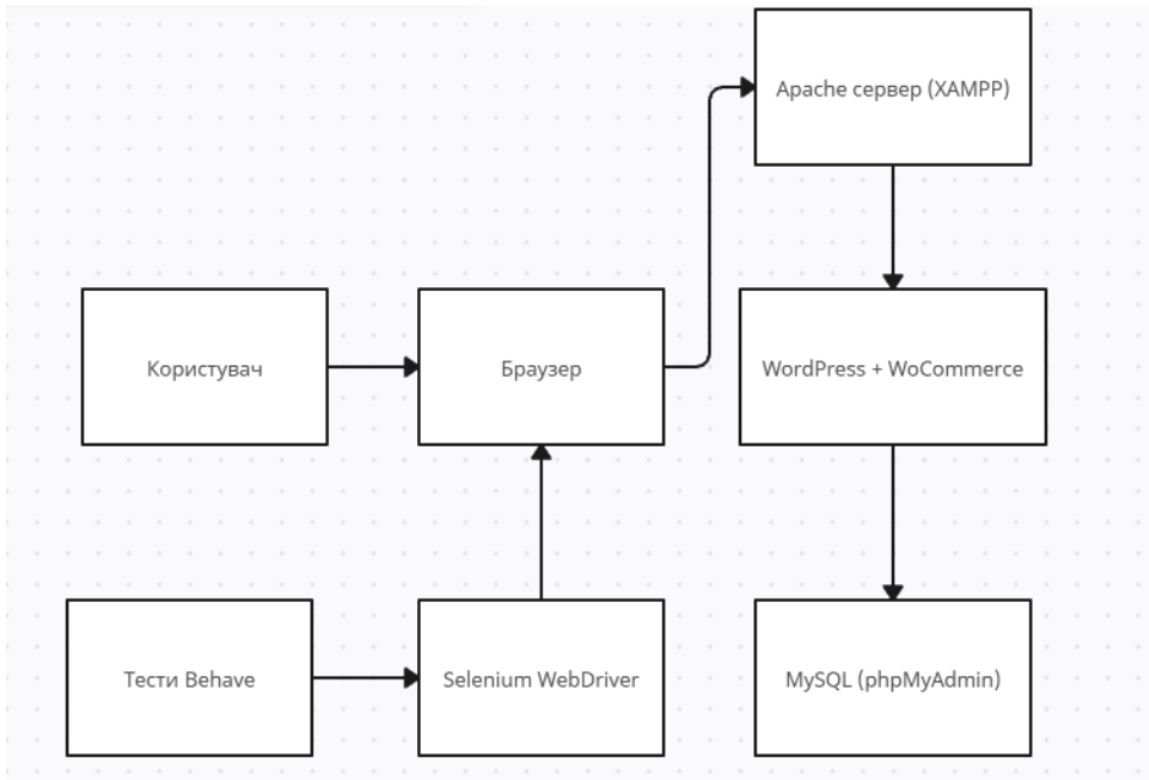 Apache сервер (XAMPP)
Користувач
Браузер
WordPress + WoCommerce
Тести Behave
Selenium WebDriver
MySQL (phpMyAdmin)